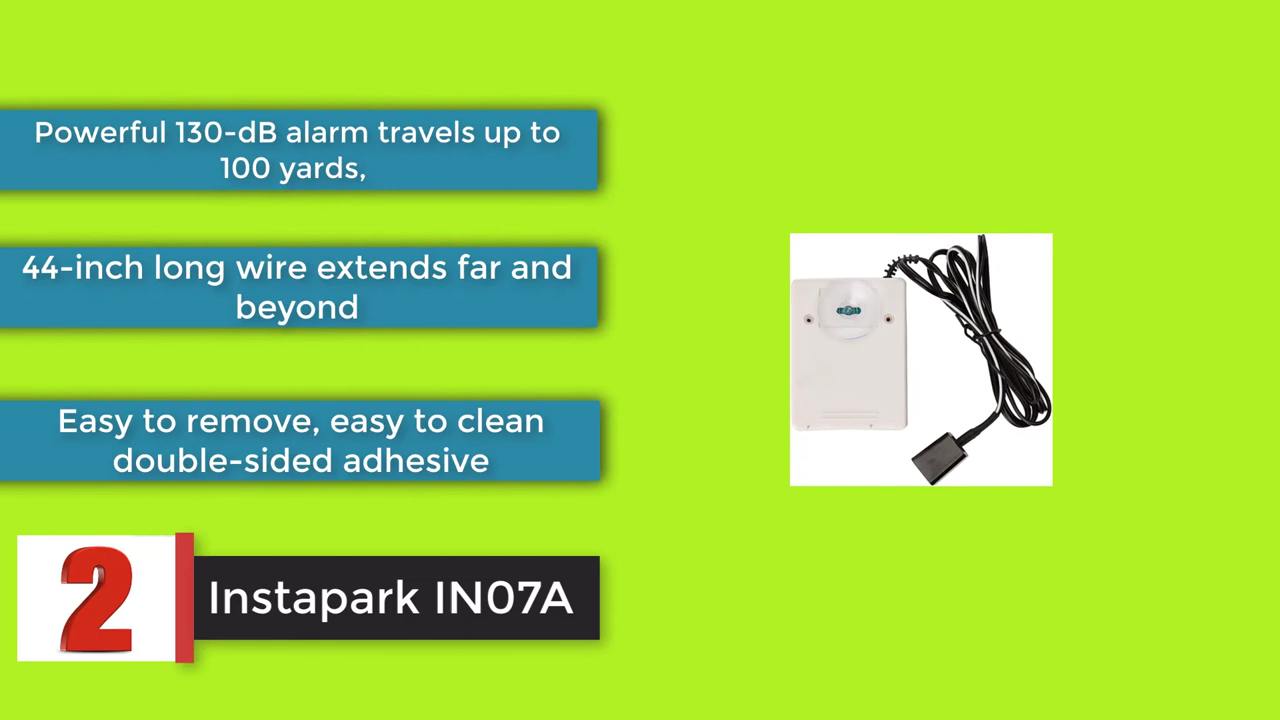 Powerful 130-dB alarm travels up to
100 yards,
44-inch long wire extends far and
beyond
Easy to remove, easy to clean
double-sided adhesive
2
Instapark IN07A